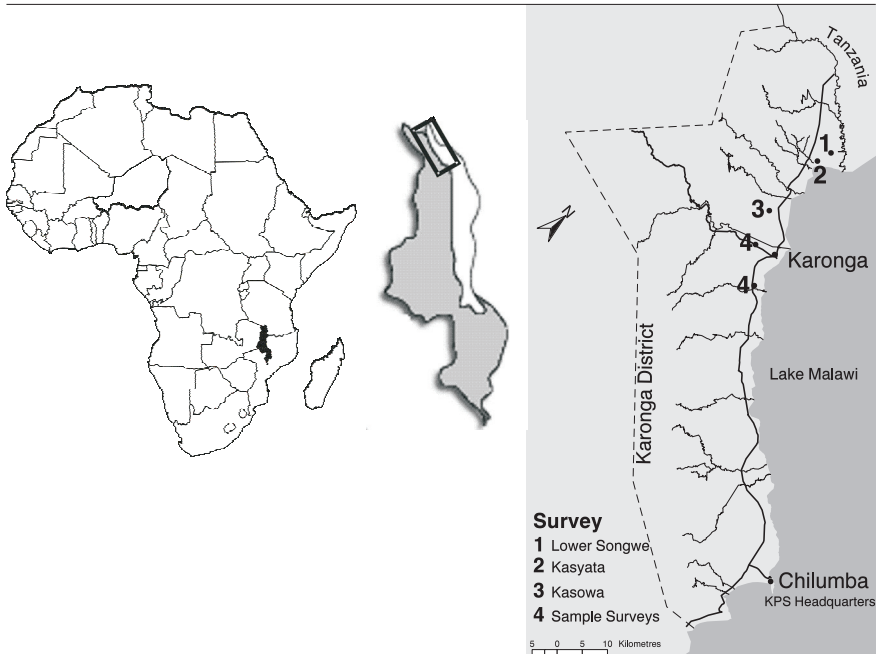 Tanzania
1
2
3
4
Karonga
4
Karonga District
Lake Malawi
Survey
1 Lower Songwe
2 Kasyata
3 Kasowa
4 Sample Surveys
Chilumba
KPS Headquarters
5 0 5 10 Kilometres